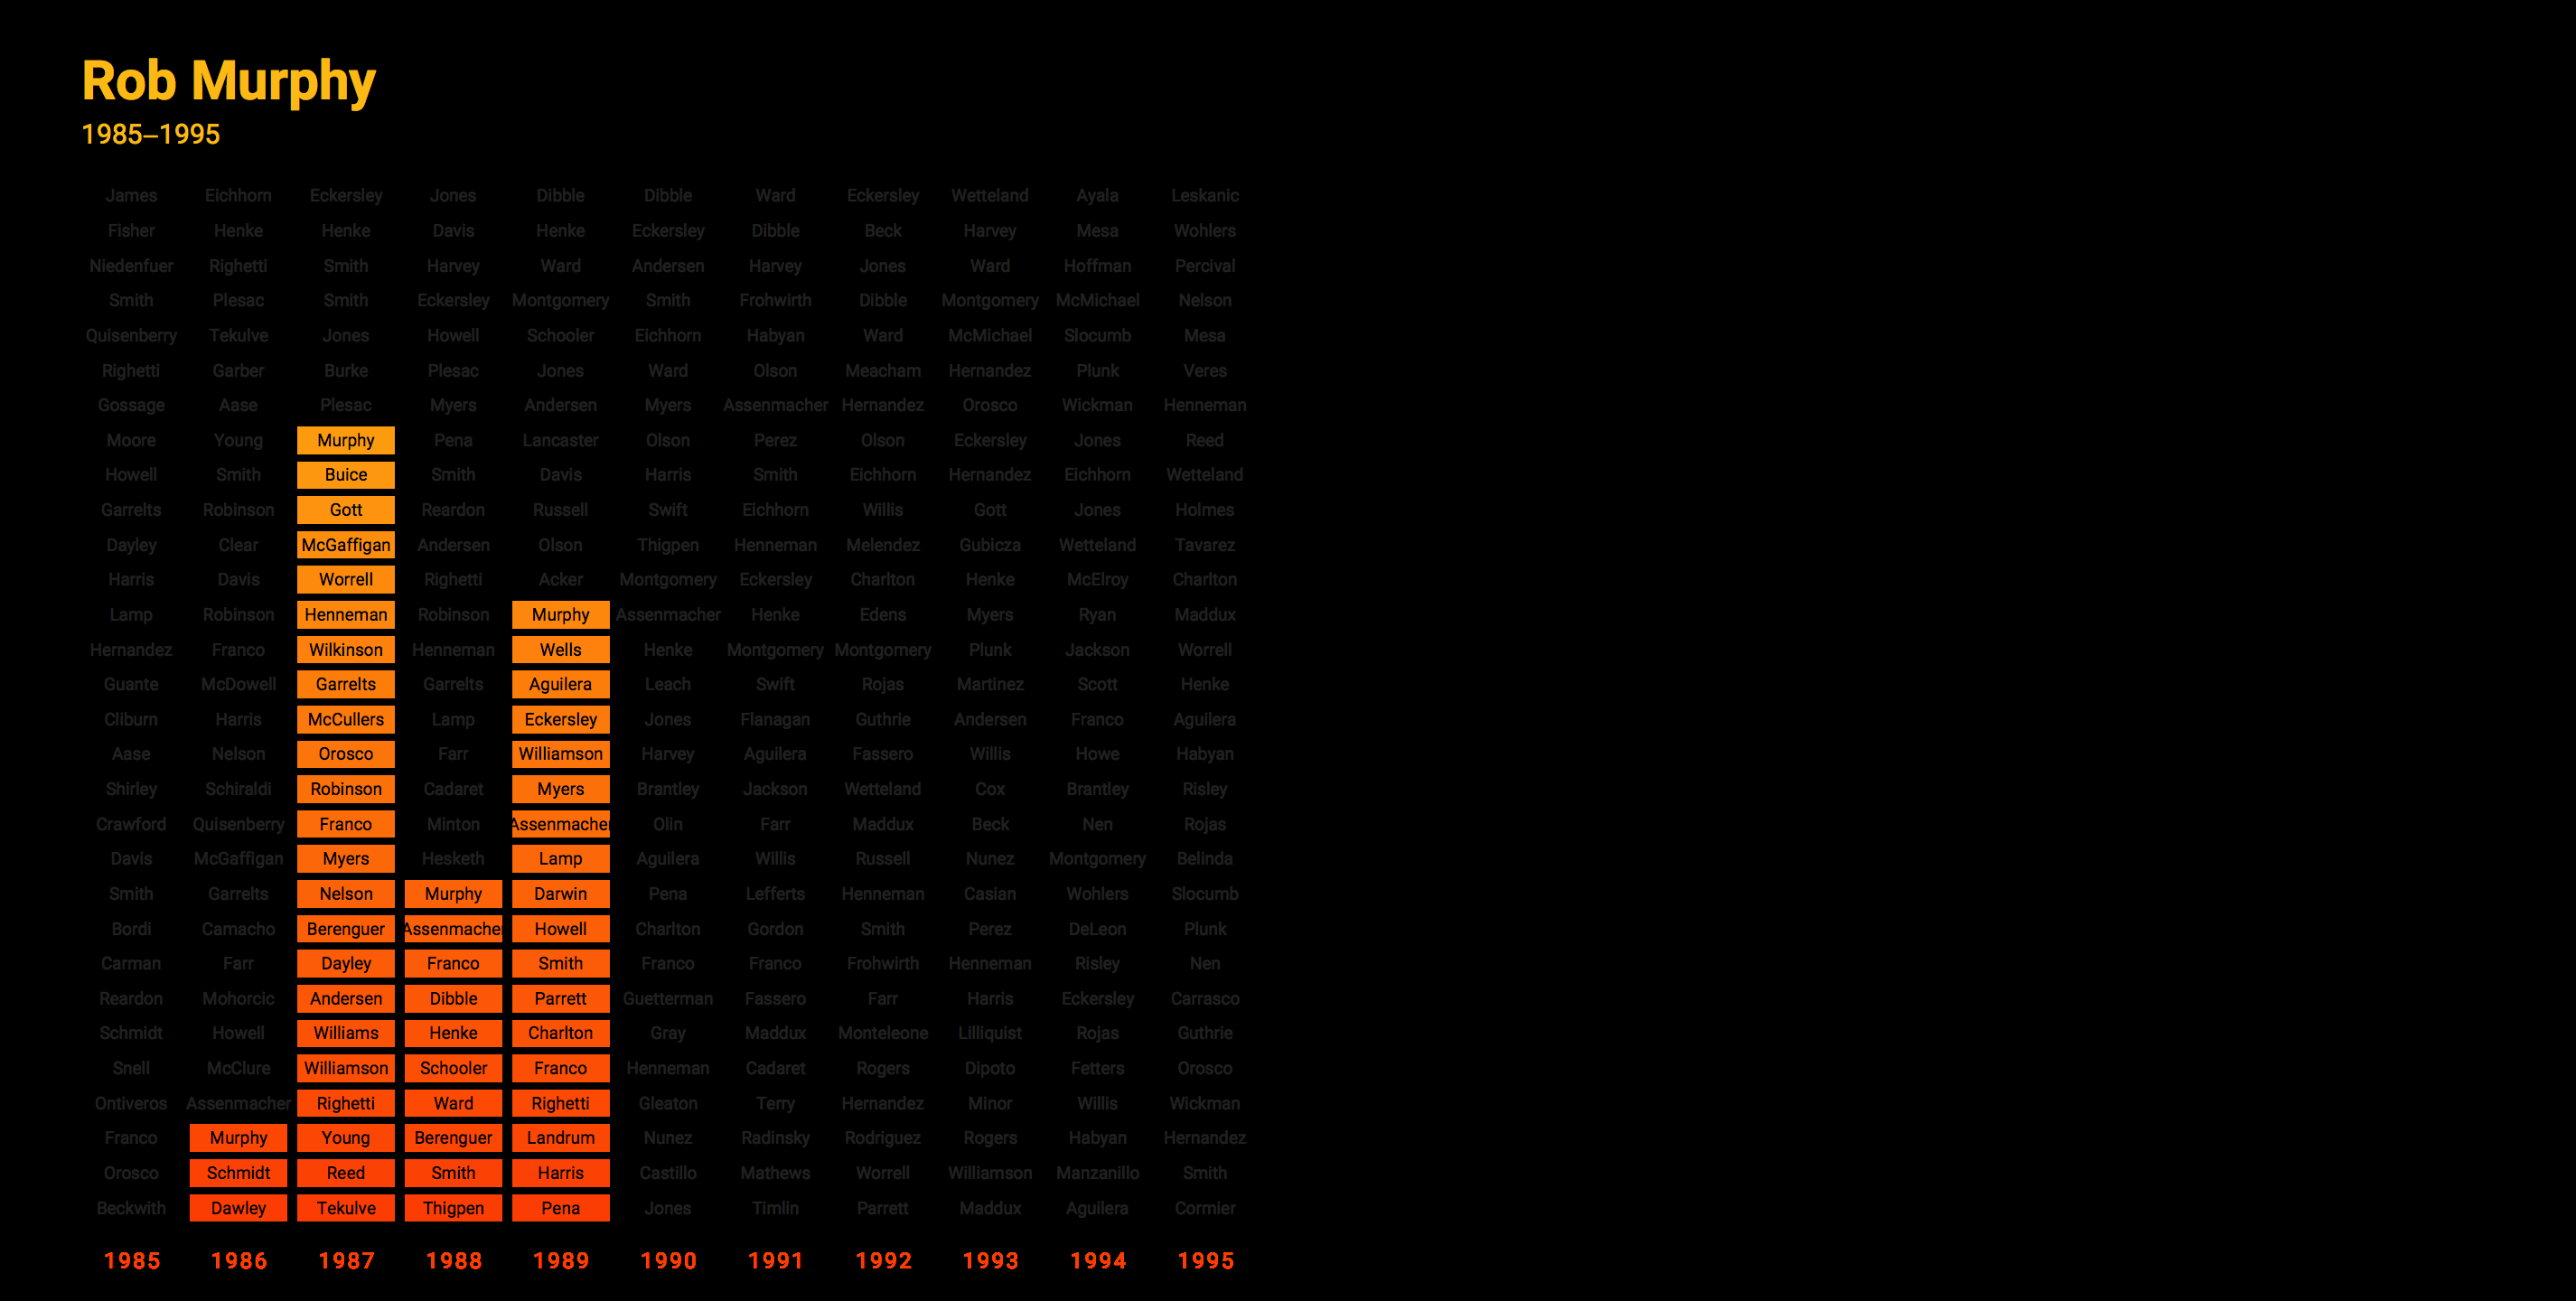 Rob Murphy
1985–1995
James Eichhorn Eckersley Jones Dibble Dibble Ward Eckersley Wetteland Ayala Leskanic
Fisher Henke Henke Davis Henke Eckersley Dibble Beck Harvey Mesa Wohlers
Niedenfuer Righetti Smith Harvey Ward Andersen Harvey Jones Ward Hoffman Percival
Smith Plesac Smith Eckersley Montgomery Smith Frohwirth Dibble Montgomery McMichael Nelson
Quisenberry Tekulve Jones Howell Schooler Eichhorn Habyan Ward McMichael Slocumb Mesa
Righetti Garber Burke Plesac Jones Ward Olson Meacham Hernandez Plunk Veres
Gossage Aase Plesac Myers Andersen Myers Assenmacher Hernandez Orosco Wickman Henneman
Moore Young Murphy Pena Lancaster Olson Perez Olson Eckersley Jones Reed
Howell Smith Buice Smith Davis Harris Smith Eichhorn Hernandez Eichhorn Wetteland
Garrelts Robinson Gott Reardon Russell Swift Eichhorn Willis Gott Jones Holmes
Dayley Clear McGaffigan Andersen Olson Thigpen Henneman Melendez Gubicza Wetteland Tavarez
Harris Davis Worrell Righetti Acker Montgomery Eckersley Charlton Henke McElroy Charlton
Lamp Robinson Henneman Robinson Murphy Assenmacher Henke Edens Myers Ryan Maddux
Hernandez Franco Wilkinson Henneman Wells Henke Montgomery Montgomery Plunk Jackson Worrell
Guante McDowell Garrelts Garrelts Aguilera Leach Swift Rojas Martinez Scott Henke
Cliburn Harris McCullers Lamp Eckersley Jones Flanagan Guthrie Andersen Franco Aguilera
Aase Nelson Orosco Farr Williamson Harvey Aguilera Fassero Willis Howe Habyan
Shirley Schiraldi Robinson Cadaret Myers Brantley Jackson Wetteland Cox Brantley Risley
Crawford Quisenberry Franco Minton Assenmacher Olin Farr Maddux Beck Nen Rojas
Davis McGaffigan Myers Hesketh Lamp Aguilera Willis Russell Nunez Montgomery Belinda
Smith Garrelts Nelson Murphy Darwin Pena Lefferts Henneman Casian Wohlers Slocumb
Bordi Camacho Berenguer Assenmacher Howell Charlton Gordon Smith Perez DeLeon Plunk
Carman Farr Dayley Franco Smith Franco Franco Frohwirth Henneman Risley Nen
Reardon Mohorcic Andersen Dibble Parrett Guetterman Fassero Farr Harris Eckersley Carrasco
Schmidt Howell Williams Henke Charlton Gray Maddux Monteleone Lilliquist Rojas Guthrie
Snell McClure Williamson Schooler Franco Henneman Cadaret Rogers Dipoto Fetters Orosco
Ontiveros Assenmacher Righetti Ward Righetti Gleaton Terry Hernandez Minor Willis Wickman
Franco Murphy Young Berenguer Landrum Nunez Radinsky Rodriguez Rogers Habyan Hernandez
Orosco Schmidt Reed Smith Harris Castillo Mathews Worrell Williamson Manzanillo Smith
Beckwith Dawley Tekulve Thigpen Pena Jones Timlin Parrett Maddux Aguilera Cormier
1985 1986 1987 1988 1989 1990 1991 1992 1993 1994 1995